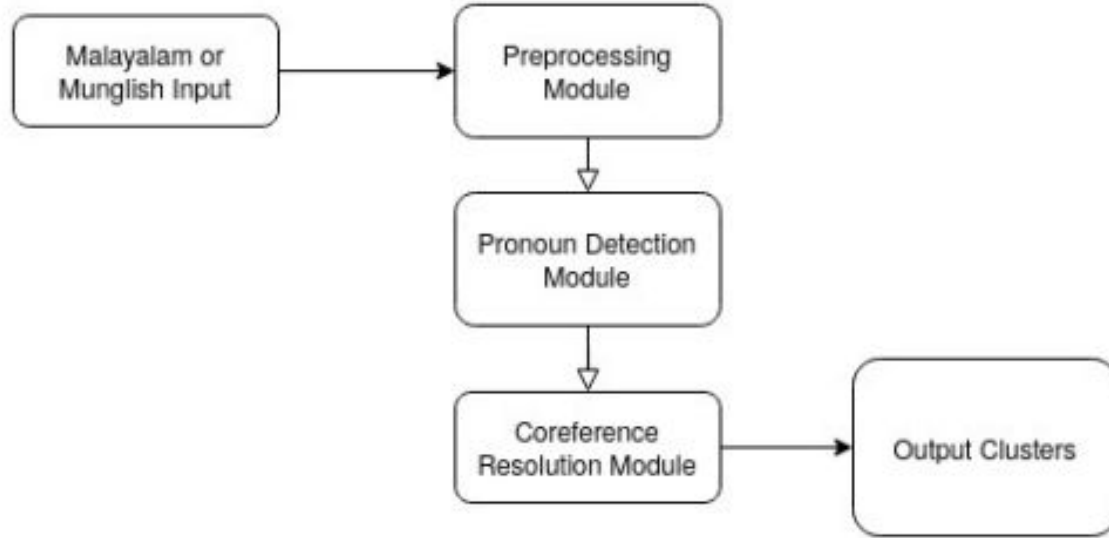 Malayalam or
Munglish Input
Preprocessing
Module
Pronoun Detection
Module
Coreference
Resolution Module
Output Clusters